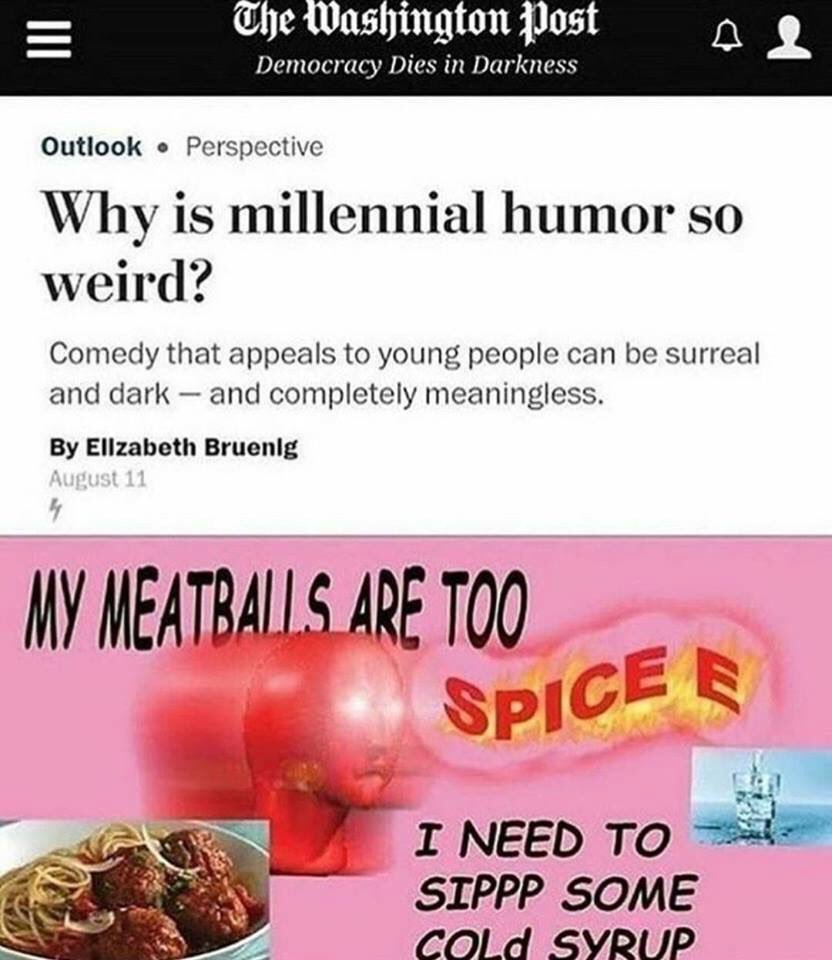 The Washington Post
Democracy Dies in Darkness
Outlook • Perspective
Why is millennial humor so
weird?
Comedy that appeals to young people can be surreal
and dark — and completely meaningless.
By Elizabeth Bruenig
August 11
MY MEATBALLS ARE TOO
SPICE E
I NEED TO
SIPPP SOME
COLd SYRUP